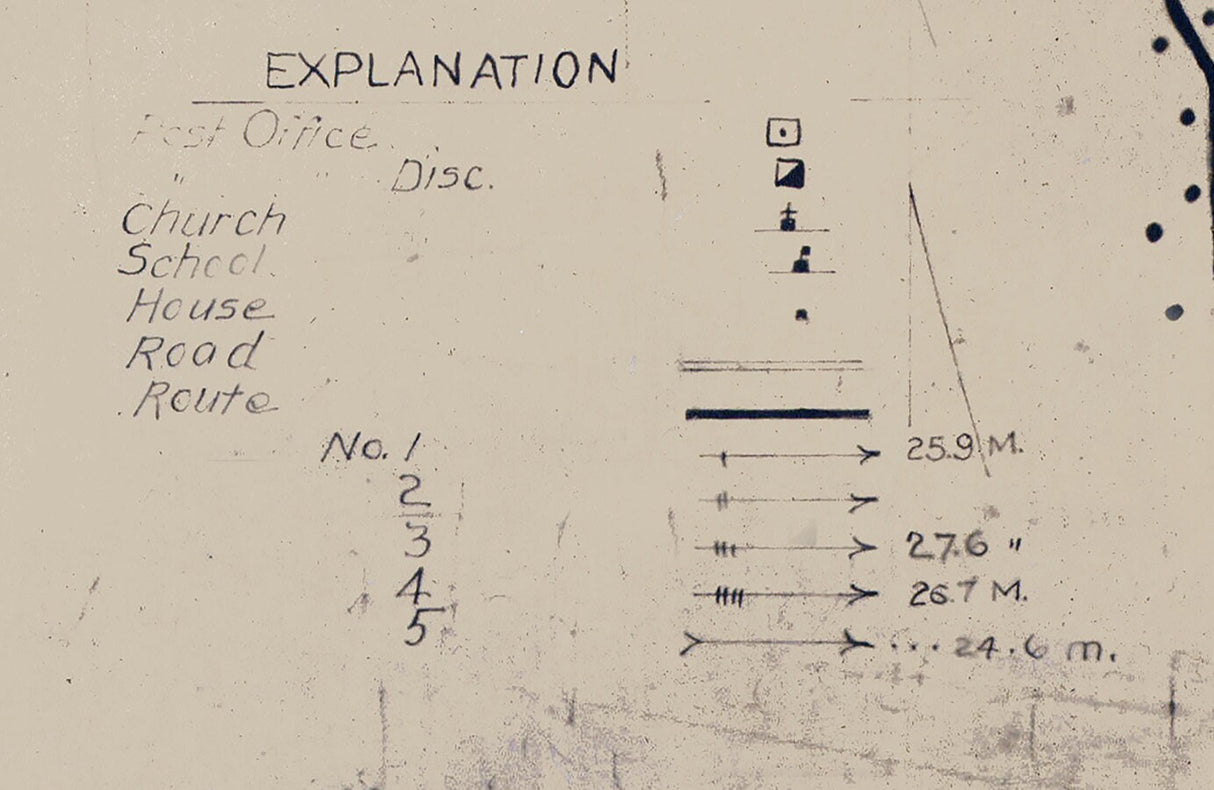 EXPLANATION
Post Office
" " Disc.
Church
School
House
Road
Route
No. 1 25.9 M.
2
3 27.6 "
4 26.7 M.
5 ... 24.6 m.